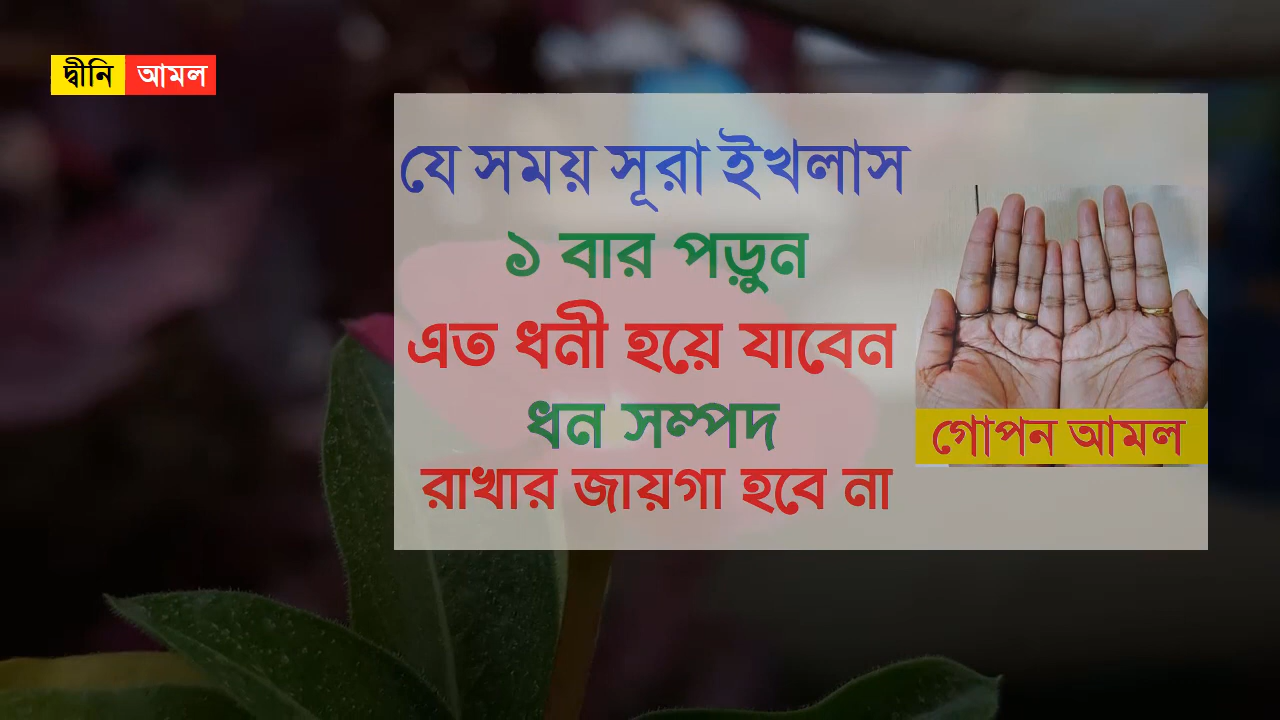 দ্বীনি আমল
যে সময় সূরা ইখলাস
১ বার পড়ুন
এত ধনী হয়ে যাবেন
ধন সম্পদ
রাখার জায়গা হবে না
গোপন আমল